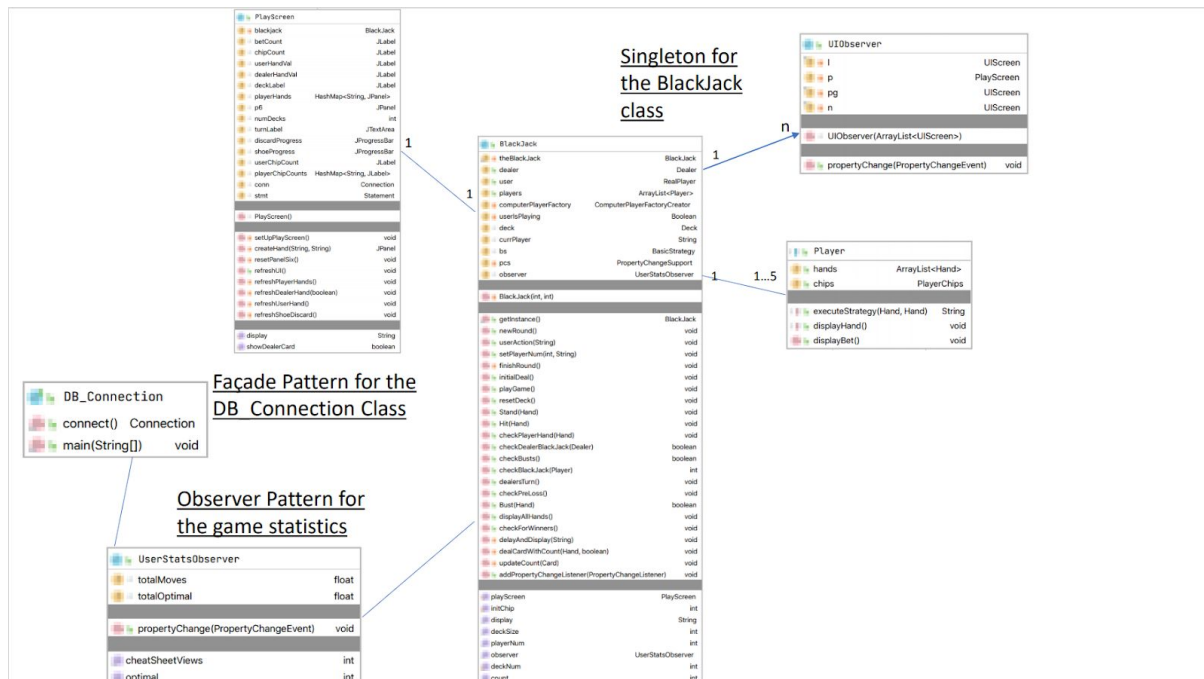 PlayScreen
blackjack BlackJack
betCount JLabel
chipCount JLabel
userHandVal JLabel
dealerHandVal JLabel
deckLabel JLabel
playerHands HashMap<String, JPanel>
p6 JPanel
numDecks int
turnLabel JTextArea
discardProgress JProgressBar
shoeProgress JProgressBar
userChipCount JLabel
playerChipCounts HashMap<String, JLabel>
conn Connection
stmt Statement
PlayScreen()
setUpPlayScreen() void
createHand(String, String) JPanel
resetPanelSix() void
refreshUI() void
refreshPlayerHands() void
refreshDealerHand(boolean) void
refreshUserHand() void
refreshShoeDiscard() void
display String
showDealerCard boolean
1
1
Singleton for
the BlackJack
class
UIObserver
l UIScreen
p PlayScreen
pg UIScreen
n UIScreen
UIObserver(ArrayList<UIScreen>)
propertyChange(PropertyChangeEvent) void
n
1
BlackJack
theBlackJack BlackJack
dealer Dealer
user RealPlayer
players ArrayList<Player>
computerPlayerFactory ComputerPlayerFactoryCreator
userIsPlaying Boolean
deck Deck
currPlayer String
bs BasicStrategy
pcs PropertyChangeSupport
observer UserStatsObserver
BlackJack(int, int)
getInstance() BlackJack
newRound() void
userAction(String) void
setPlayerNum(int, String) void
finishRound() void
initialDeal() void
playGame() void
resetDeck() void
Stand(Hand) void
Hit(Hand) void
checkPlayerHand(Hand) void
checkDealerBlackJack(Dealer) boolean
checkBusts() boolean
checkBlackJack(Player) int
dealersTurn() void
checkPreLoss() void
Bust(Hand) boolean
displayAllHands() void
checkForWinners() void
delayAndDisplay(String) void
dealCardWithCount(Hand, boolean) void
updateCount(Card) void
addPropertyChangeListener(PropertyChangeListener) void
playScreen PlayScreen
initChip int
display String
deckSize int
playerNum int
observer UserStatsObserver
deckNum int
count int
1
1...5
Player
hands ArrayList<Hand>
chips PlayerChips
executeStrategy(Hand, Hand) String
displayHand() void
displayBet() void
Façade Pattern for the
DB_Connection Class
DB_Connection
connect() Connection
main(String[]) void
Observer Pattern for
the game statistics
UserStatsObserver
totalMoves float
totalOptimal float
propertyChange(PropertyChangeEvent) void
cheatSheetViews int
optimal int